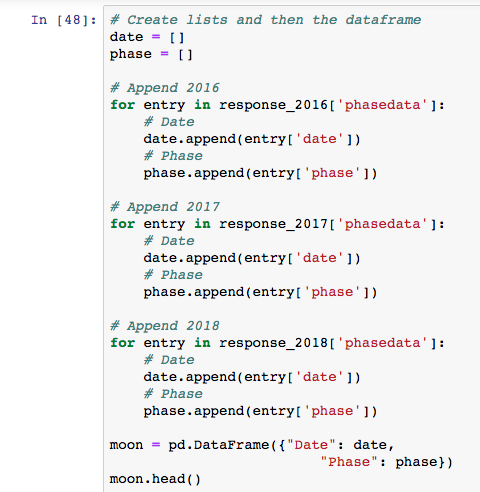 In [48]: # Create lists and then the dataframe
date = []
phase = []

# Append 2016
for entry in response_2016['phasedata']:
    # Date
    date.append(entry['date'])
    # Phase
    phase.append(entry['phase'])

# Append 2017
for entry in response_2017['phasedata']:
    # Date
    date.append(entry['date'])
    # Phase
    phase.append(entry['phase'])

# Append 2018
for entry in response_2018['phasedata']:
    # Date
    date.append(entry['date'])
    # Phase
    phase.append(entry['phase'])

moon = pd.DataFrame({"Date": date,
                           "Phase": phase})
moon.head()